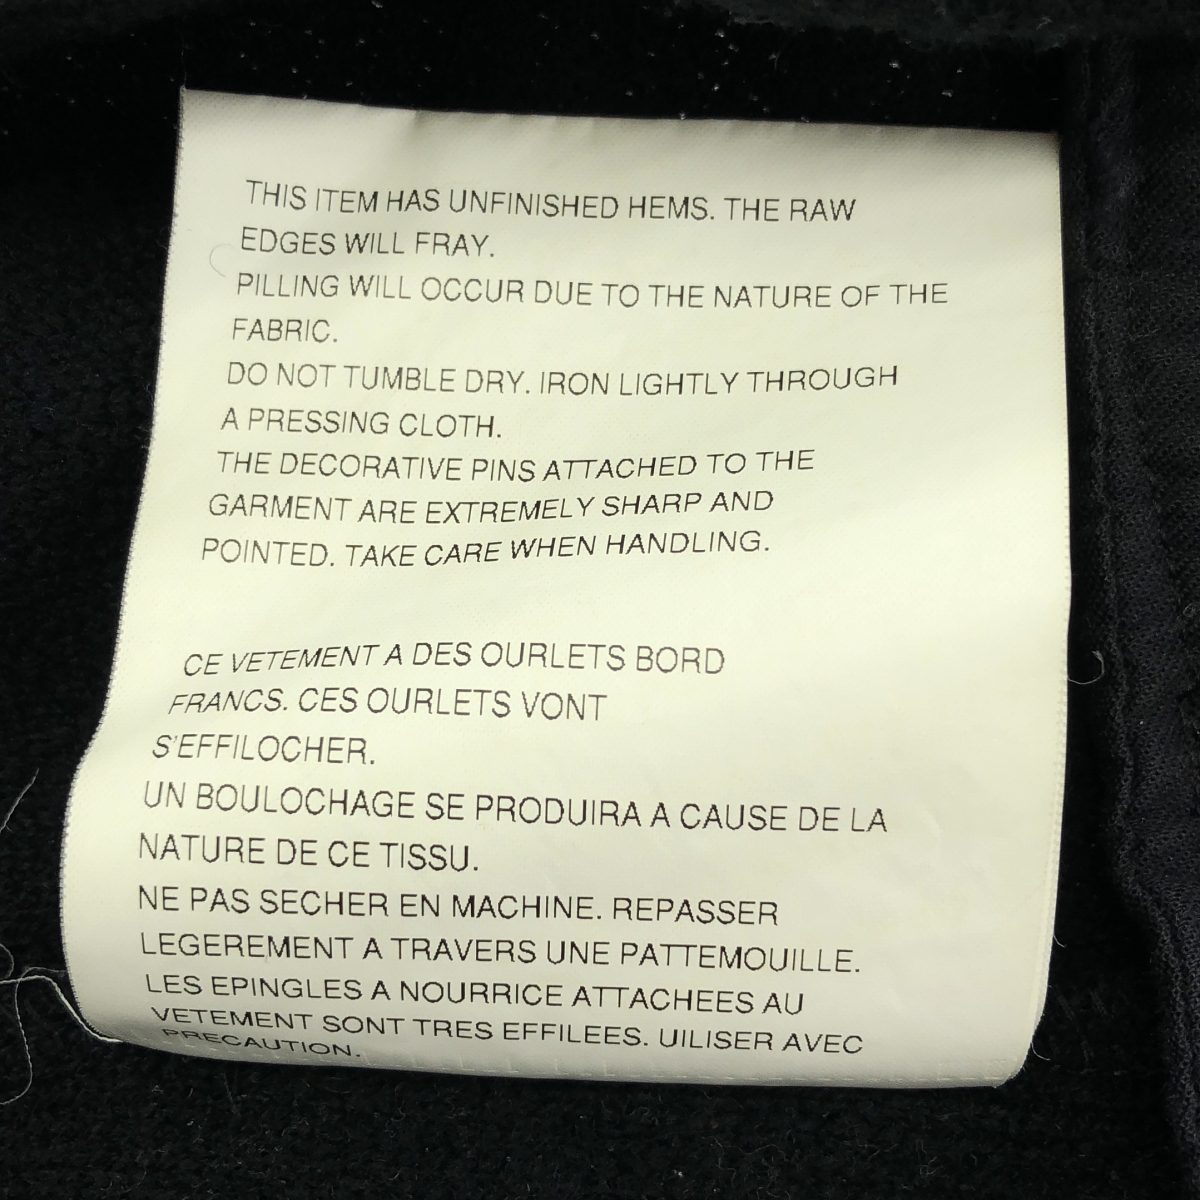 THIS ITEM HAS UNFINISHED HEMS. THE RAW
EDGES WILL FRAY.
PILLING WILL OCCUR DUE TO THE NATURE OF THE
FABRIC.
DO NOT TUMBLE DRY. IRON LIGHTLY THROUGH
A PRESSING CLOTH.
THE DECORATIVE PINS ATTACHED TO THE
GARMENT ARE EXTREMELY SHARP AND
POINTED. TAKE CARE WHEN HANDLING.
CE VETEMENT A DES OURLETS BORD
FRANCS. CES OURLETS VONT
S'EFFILOCHER.
UN BOULOCHAGE SE PRODUIRA A CAUSE DE LA
NATURE DE CE TISSU.
NE PAS SECHER EN MACHINE. REPASSER
LEGEREMENT A TRAVERS UNE PATTEMOUILLE.
LES EPINGLES A NOURRICE ATTACHEES AU
VETEMENT SONT TRES EFFILEES. UILISER AVEC
PRECAUTION.